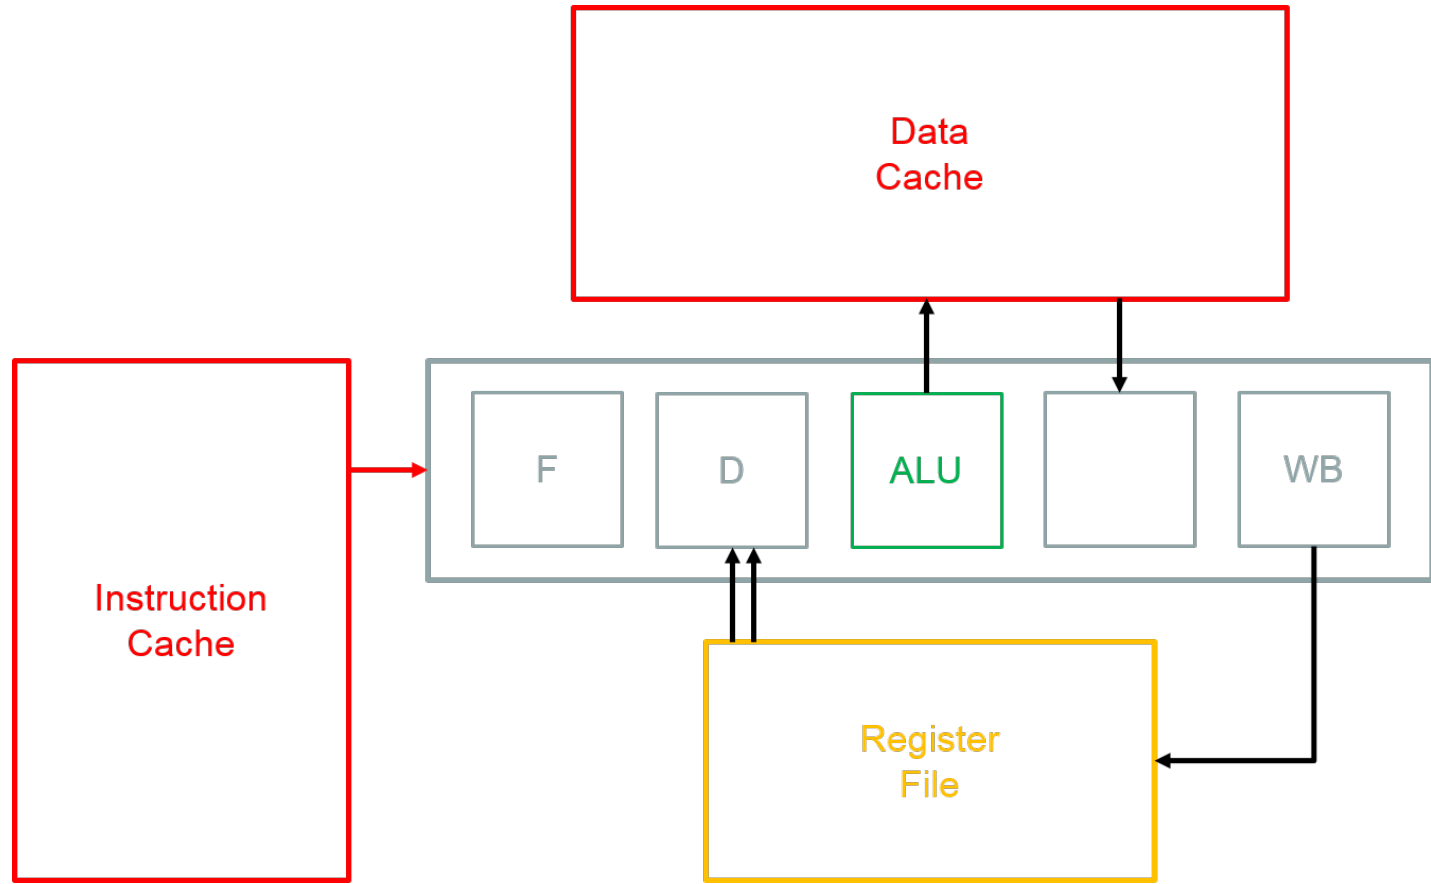 Data
Cache
F
D
ALU
WB
Instruction
Cache
Register
File